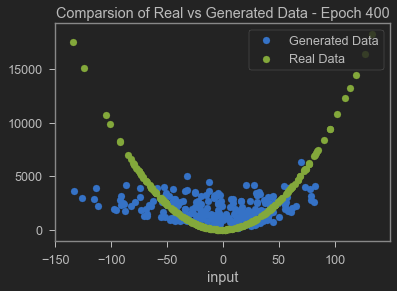 Comparsion of Real vs Generated Data - Epoch 400
Generated Data
Real Data
15000
10000
5000
0
−150
−100
−50
0
50
100
input